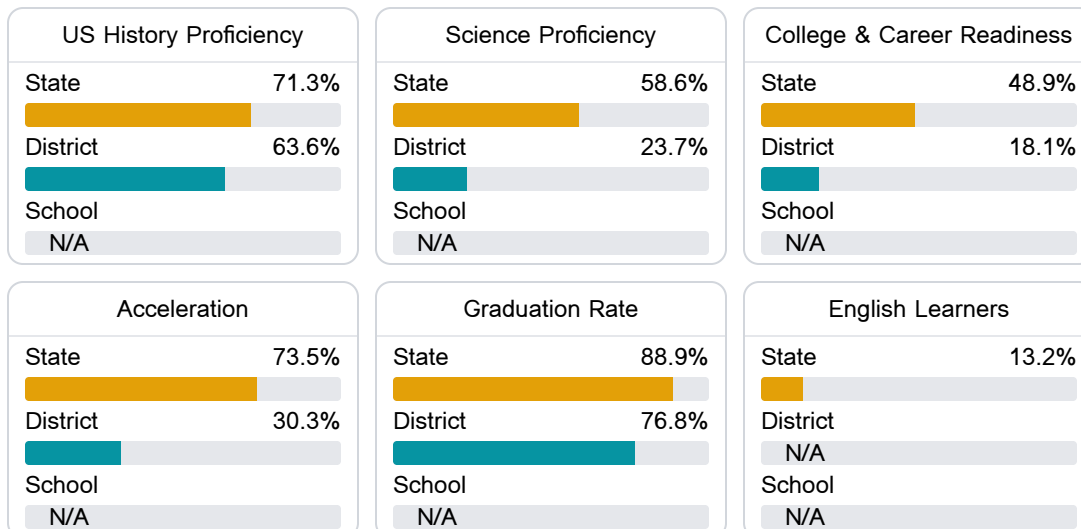 US History Proficiency
State 71.3%
District 63.6%
School
N/A
Science Proficiency
State 58.6%
District 23.7%
School
N/A
College & Career Readiness
State 48.9%
District 18.1%
School
N/A
Acceleration
State 73.5%
District 30.3%
School
N/A
Graduation Rate
State 88.9%
District 76.8%
School
N/A
English Learners
State 13.2%
District
N/A
School
N/A